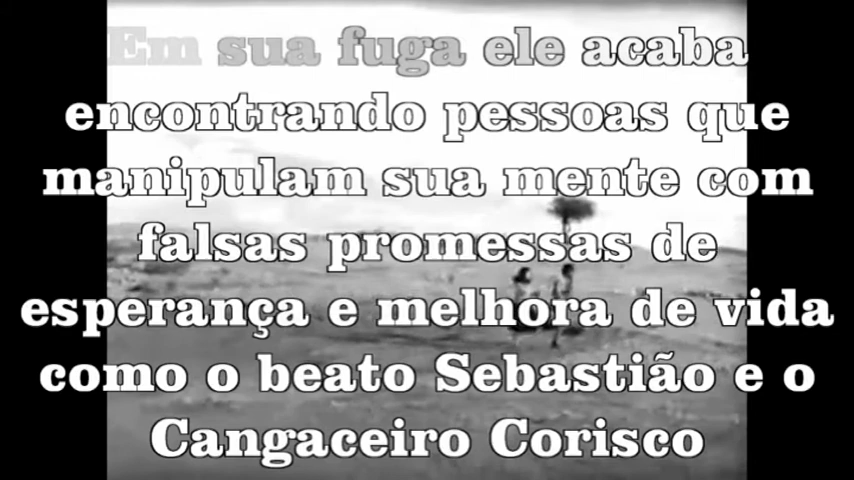 Em sua fuga ele acaba
encontrando pessoas que
manipulam sua mente com
falsas promessas de
esperança e melhora de vida
como o beato Sebastião e o
Cangaceiro Corisco